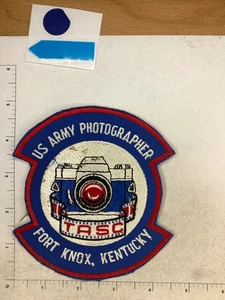 US ARMY PHOTOGRAPHER
TASC
FORT KNOX, KENTUCKY